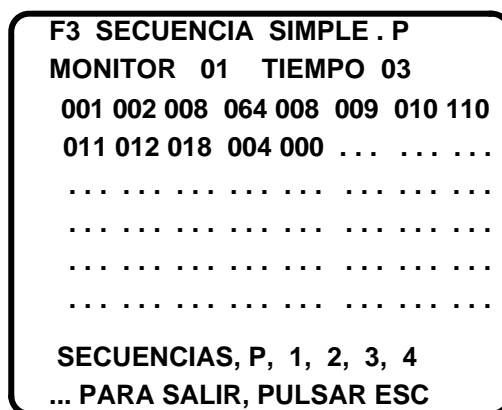 F3 SECUENCIA SIMPLE . P
MONITOR 01 TIEMPO 03
001 002 008 064 008 009 010 110
011 012 018 004 000 . . . . . . . . .
. . . . . . . . . . . . . . . . . . . . . . . .
. . . . . . . . . . . . . . . . . . . . . . . .
. . . . . . . . . . . . . . . . . . . . . . . .
. . . . . . . . . . . . . . . . . . . . . . . .
SECUENCIAS, P, 1, 2, 3, 4
... PARA SALIR, PULSAR ESC